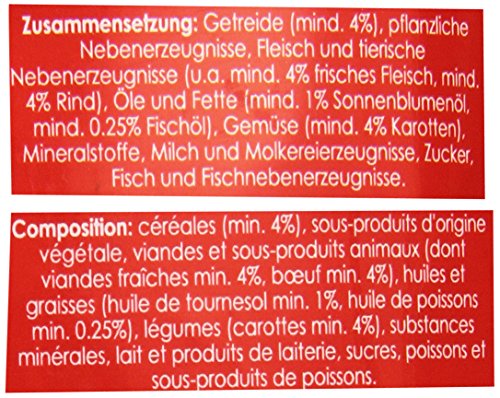 Zusammensetzung: Getreide (mind. 4%), pflanzliche
Nebenerzeugnisse, Fleisch und tierische
Nebenerzeugnisse (u.a. mind. 4% frisches Fleisch, mind.
4% Rind), Öle und Fette (mind. 1% Sonnenblumenöl,
mind. 0.25% Fischöl), Gemüse (mind. 4% Karotten),
Mineralstoffe, Milch und Molkereierzeugnisse, Zucker,
Fisch und Fischnebenerzeugnisse.
Composition: céréales (min. 4%), sous-produits d'origine
végétale, viandes et sous-produits animaux (dont
viandes fraîches min. 4%, bœuf min. 4%), huiles et
graisses (huile de tournesol min. 1%, huile de poissons
min. 0.25%), légumes (carottes min. 4%), substances
minérales, lait et produits de laiterie, sucres, poissons et
sous-produits de poissons.